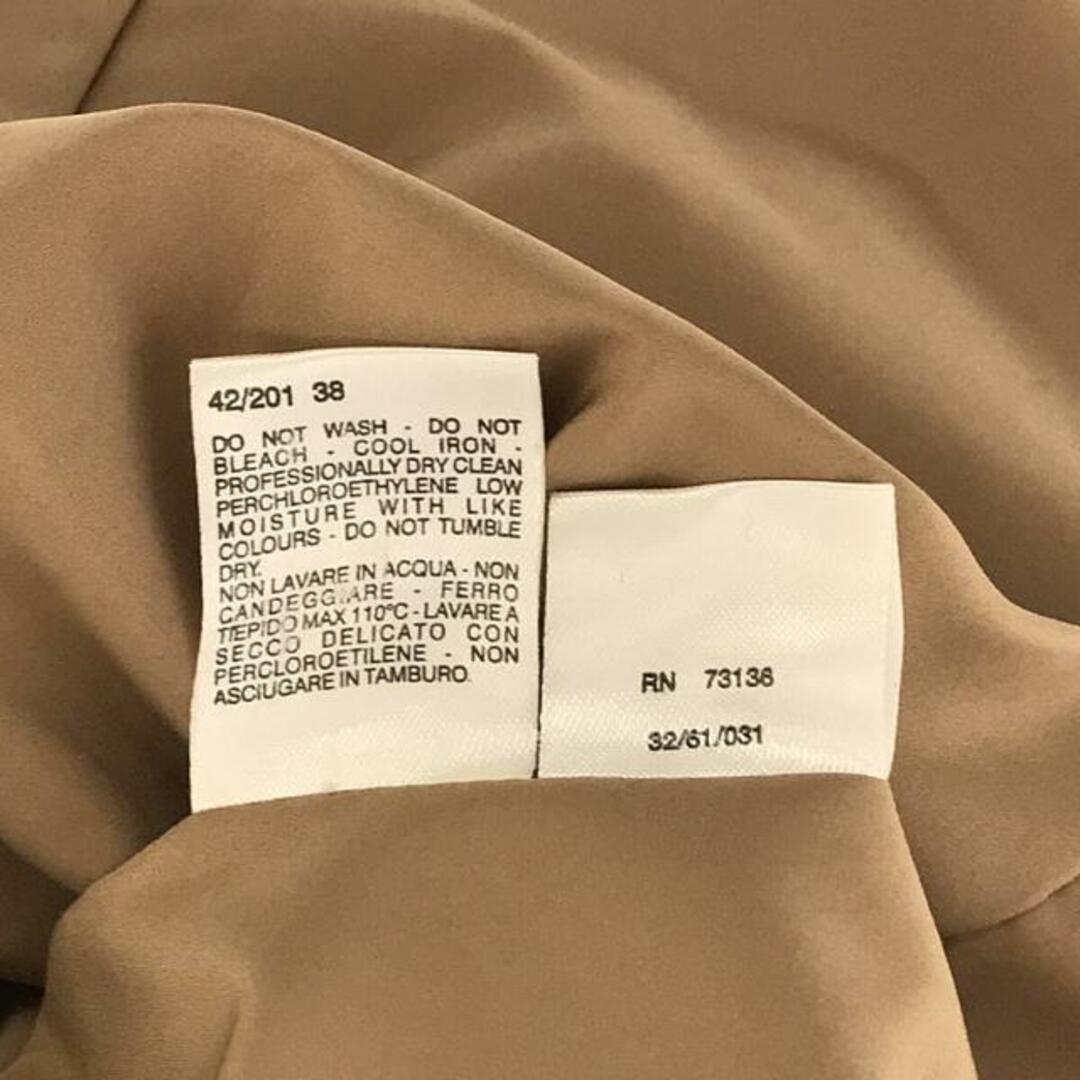 42/201 38
DO NOT WASH - DO NOT
BLEACH - COOL IRON -
PROFESSIONALLY DRY CLEAN
PERCHLOROETHYLENE LOW
MOISTURE WITH LIKE
COLOURS - DO NOT TUMBLE
DRY.
NON LAVARE IN ACQUA - NON
CANDEGGIARE - FERRO
TIEPIDO MAX 110°C - LAVARE A
SECCO DELICATO CON
PERCLOROETILENE - NON
ASCIUGARE IN TAMBURO.
RN 73136
32/61/031